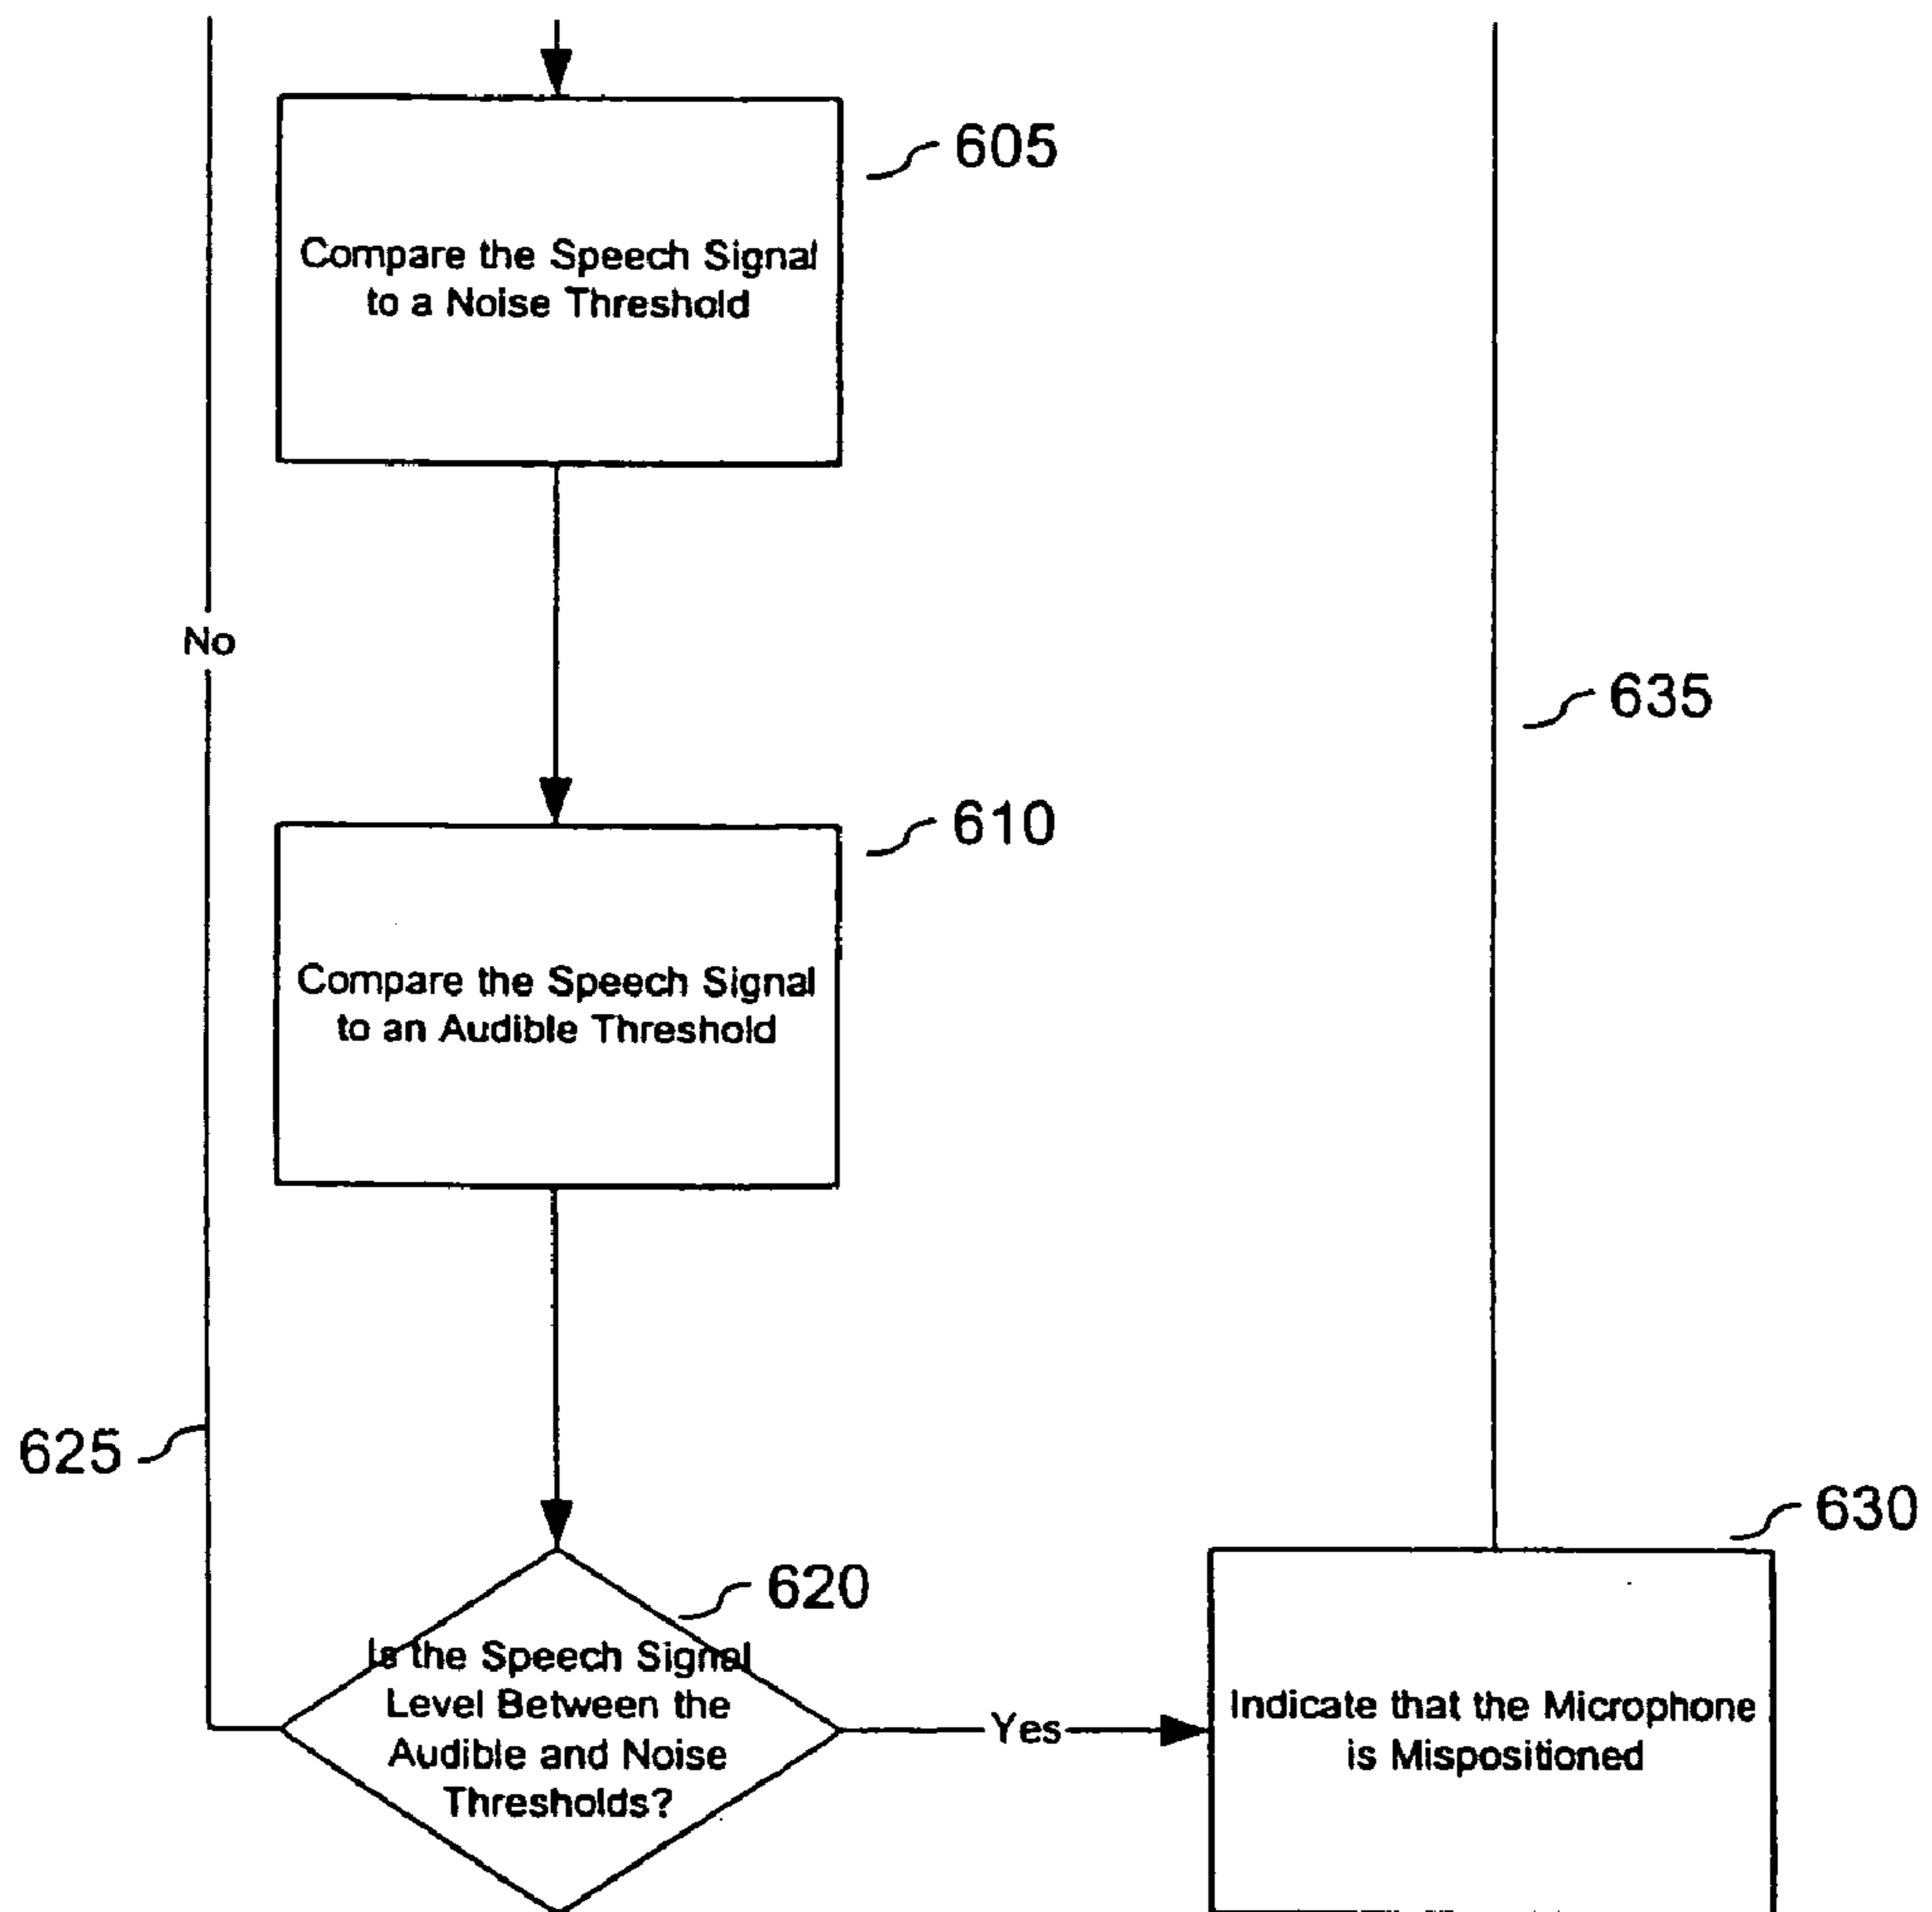 605
Compare the Speech Signal
to a Noise Threshold
No
635
610
Compare the Speech Signal
to an Audible Threshold
625
630
620
Is the Speech Signal
Level Between the
Audible and Noise
Thresholds?
Yes
Indicate that the Microphone
is Mispositioned